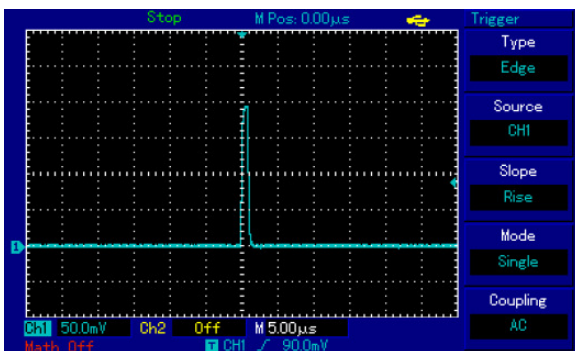 Stop M Pos: 0.00μs Trigger
Type
Edge
Source
CH1
Slope
Rise
Mode
Single
Coupling
AC
1
Ch1 50.0mV Ch2 Off M 5.00μs
Math Off T CH1 90.0mV